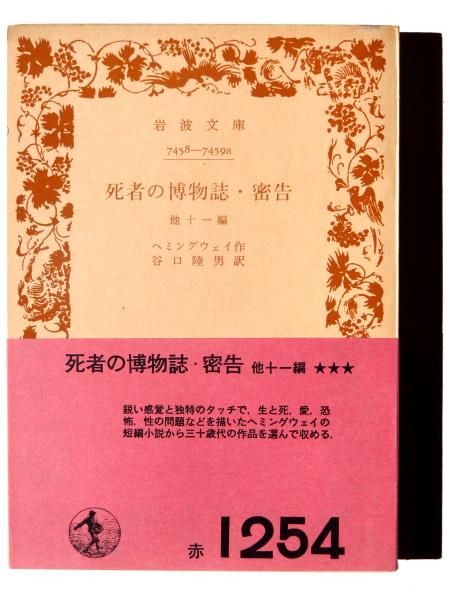 岩波文庫
7458—7459a
死者の博物誌・密告
他十一編
ヘミングウェイ作
谷口陸男訳
死者の博物誌・密告 他十一編 ★★★
鋭い感覚と独特のタッチで，生と死，愛，恐
怖，性の問題などを描いたヘミングウェイの
短編小説から三十歳代の作品を選んで収める．
赤 1254